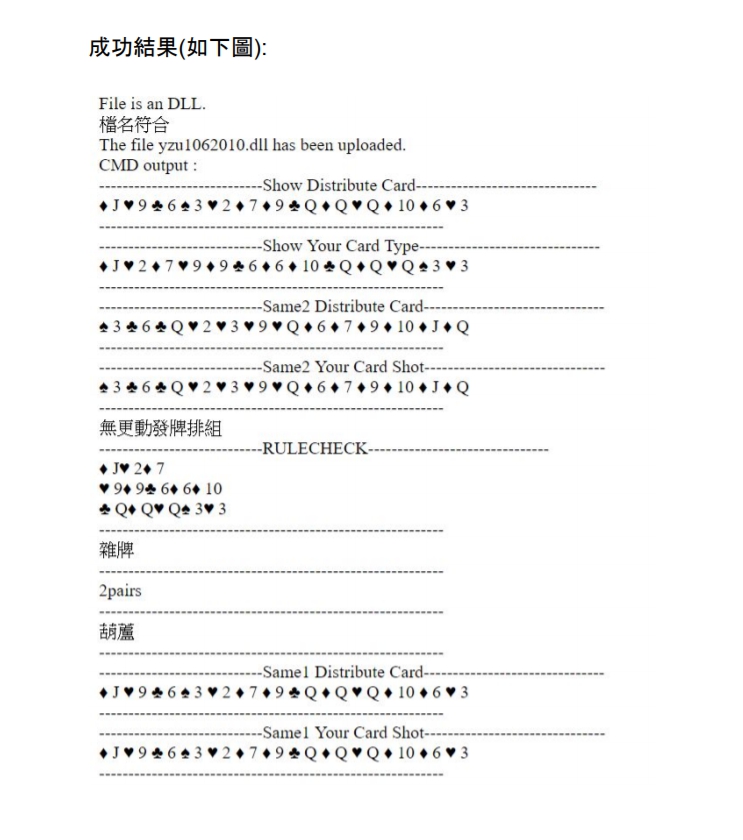 成功結果(如下圖):
File is an DLL.
檔名符合
The file yzu1062010.dll has been uploaded.
CMD output :
----------------------------Show Distribute Card-------------------------------
♦ J ♥ 9 ♣ 6 ♠ 3 ♥ 2 ♦ 7 ♦ 9 ♣ Q ♦ Q ♥ Q ♦ 10 ♦ 6 ♥ 3
-----------------------------------------------------------
----------------------------Show Your Card Type-------------------------------
♦ J ♥ 2 ♦ 7 ♥ 9 ♦ 9 ♣ 6 ♦ 6 ♦ 10 ♣ Q ♦ Q ♥ Q ♠ 3 ♥ 3
-----------------------------------------------------------
----------------------------Same2 Distribute Card-------------------------------
♠ 3 ♣ 6 ♣ Q ♥ 2 ♥ 3 ♥ 9 ♥ Q ♦ 6 ♦ 7 ♦ 9 ♦ 10 ♦ J ♦ Q
-----------------------------------------------------------
----------------------------Same2 Your Card Shot-------------------------------
♠ 3 ♣ 6 ♣ Q ♥ 2 ♥ 3 ♥ 9 ♥ Q ♦ 6 ♦ 7 ♦ 9 ♦ 10 ♦ J ♦ Q
-----------------------------------------------------------
無更動發牌排組
----------------------------RULECHECK-------------------------------
♦ J♥ 2♦ 7
♥ 9♦ 9♣ 6♦ 6♦ 10
♣ Q♦ Q♥ Q♠ 3♥ 3
-----------------------------------------------------------
雜牌
-----------------------------------------------------------
2pairs
-----------------------------------------------------------
葫蘆
-----------------------------------------------------------
----------------------------Same1 Distribute Card-------------------------------
♦ J ♥ 9 ♣ 6 ♠ 3 ♥ 2 ♦ 7 ♦ 9 ♣ Q ♦ Q ♥ Q ♦ 10 ♦ 6 ♥ 3
-----------------------------------------------------------
----------------------------Same1 Your Card Shot-------------------------------
♦ J ♥ 9 ♣ 6 ♠ 3 ♥ 2 ♦ 7 ♦ 9 ♣ Q ♦ Q ♥ Q ♦ 10 ♦ 6 ♥ 3
-----------------------------------------------------------